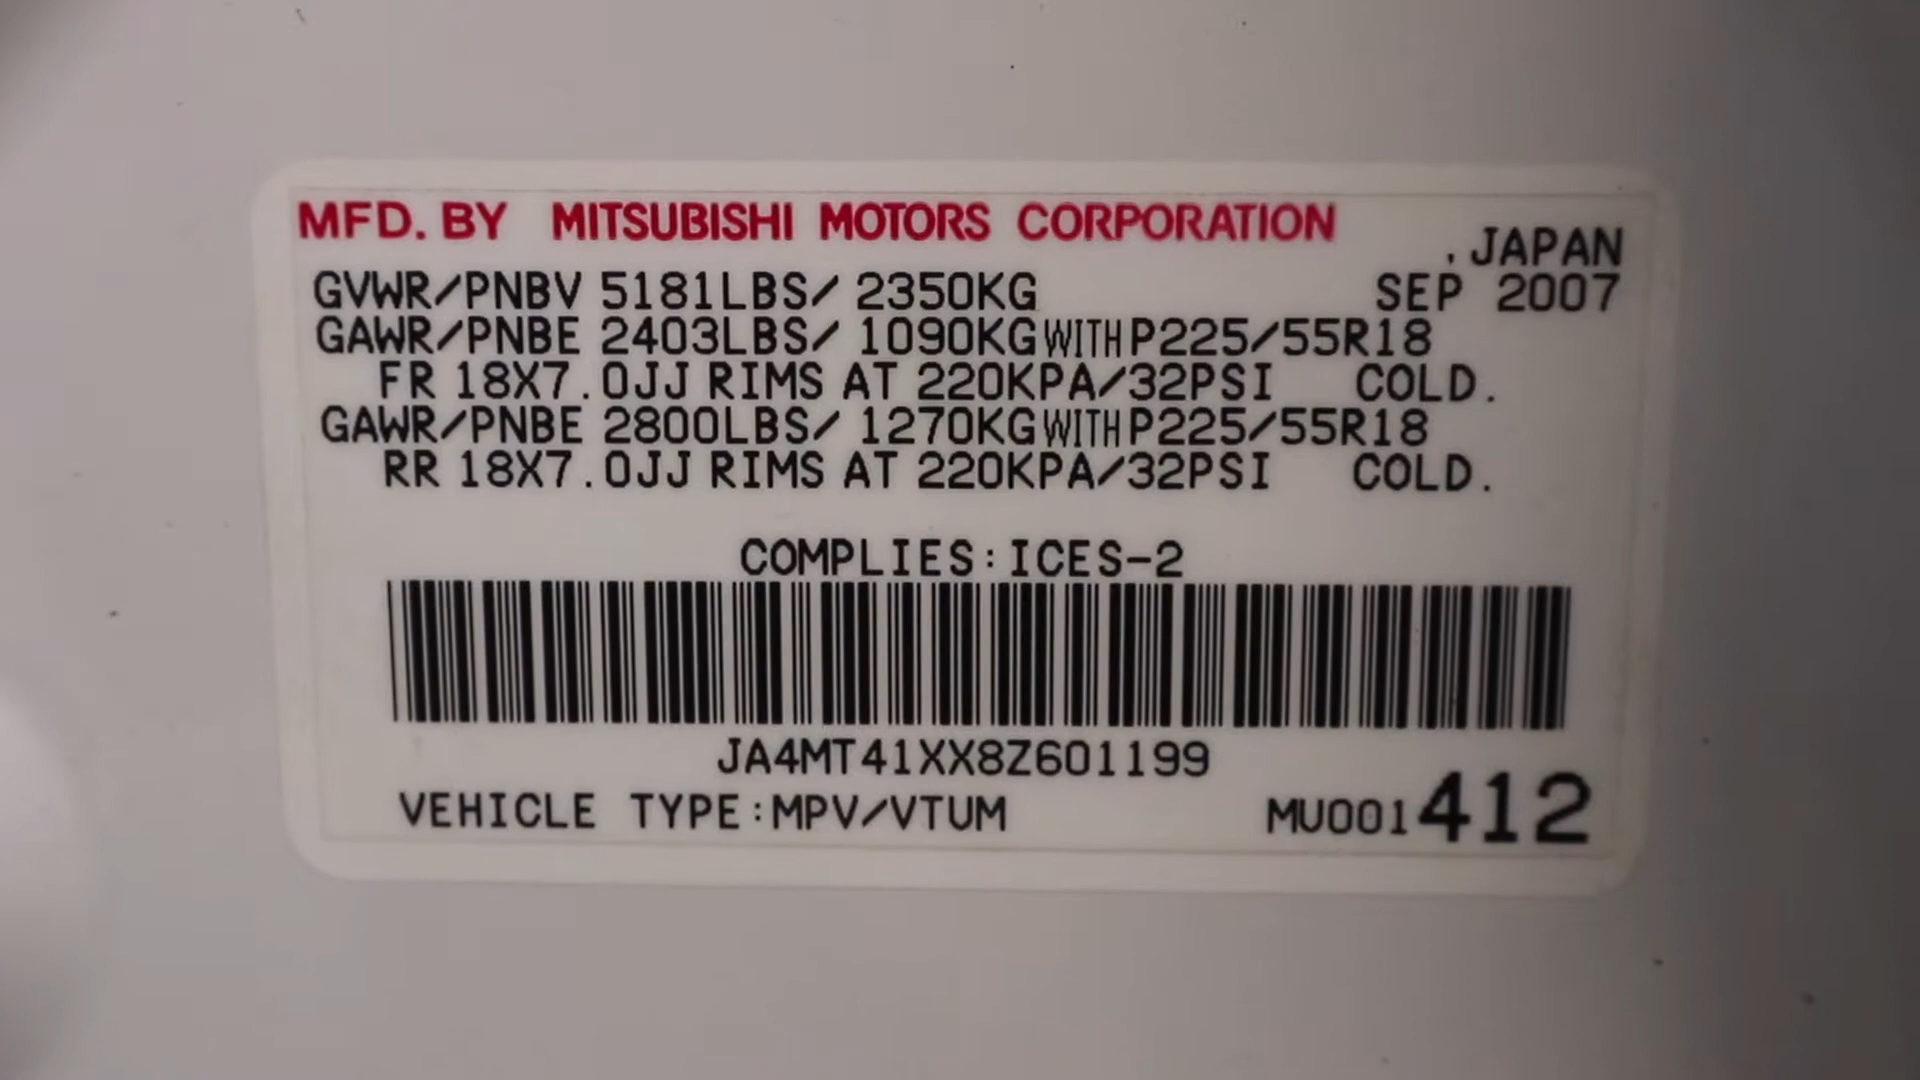 MFD. BY MITSUBISHI MOTORS CORPORATION
, JAPAN
GVWR/PNBV 5181LBS/ 2350KG SEP 2007
GAWR/PNBE 2403LBS/ 1090KG WITH P225/55R18
FR 18X7.0JJ RIMS AT 220KPA/32PSI COLD.
GAWR/PNBE 2800LBS/ 1270KG WITH P225/55R18
RR 18X7.0JJ RIMS AT 220KPA/32PSI COLD.
COMPLIES:ICES-2
JA4MT41XX8Z601199
VEHICLE TYPE:MPV/VTUM MU001412